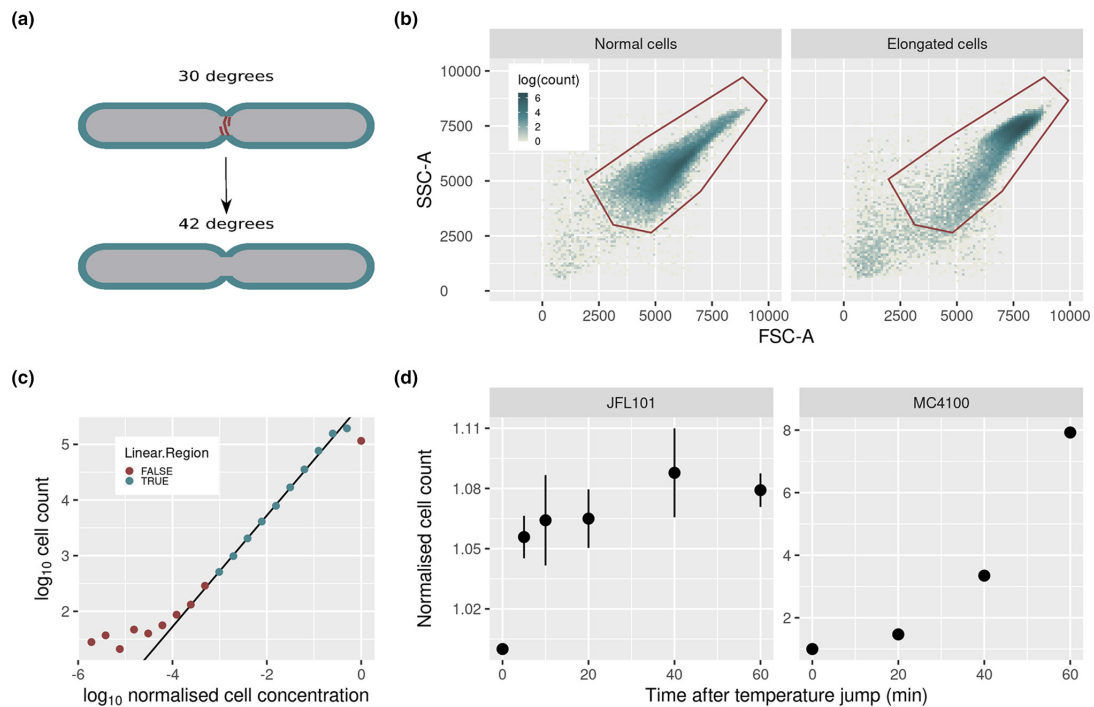 (a)
30 degrees
42 degrees
(b)
Normal cells
Elongated cells
log(count)
6
4
2
0
SSC-A
10000
7500
5000
2500
0
0 2500 5000 7500 10000
0 2500 5000 7500 10000
FSC-A
(c)
Linear.Region
FALSE
TRUE
log10 cell count
5
4
3
2
-6 -4 -2 0
log10 normalised cell concentration
(d)
JFL101
MC4100
Normalised cell count
1.11
1.08
1.05
1.02
0 20 40 60
8
6
4
2
0 20 40 60
Time after temperature jump (min)